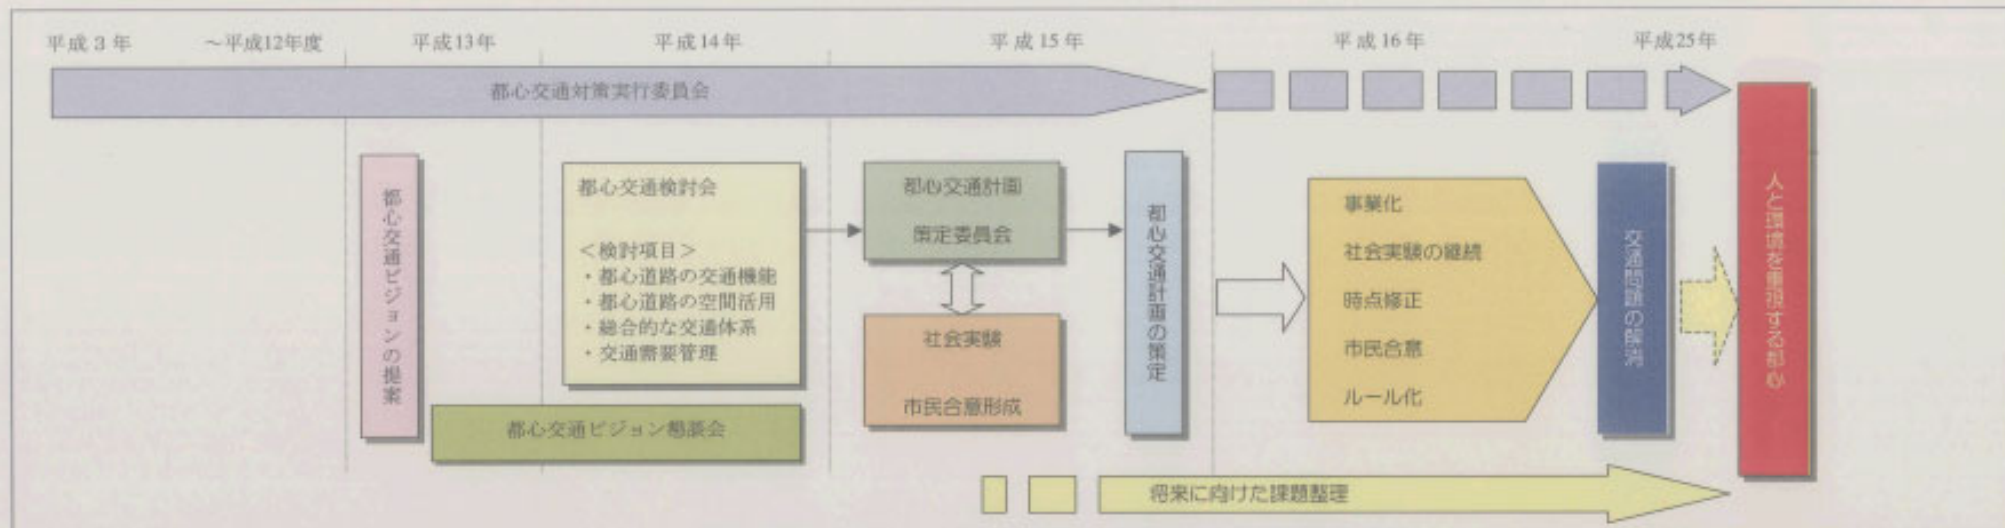 平成3年　～平成12年度　平成13年　平成14年　平成15年　平成16年　平成25年
都心交通対策実行委員会
都心交通ビジョンの提案
都心交通検討会
＜検討項目＞
・都心道路の交通機能
・都心道路の空間活用
・総合的な交通体系
・交通需要管理
都心交通ビジョン懇談会
都心交通計画
策定委員会
社会実験
市民合意形成
都心交通計画の策定
事業化
社会実験の継続
時点修正
市民合意
ルール化
交通問題の解消
人と環境を重視する都心
将来に向けた課題整理